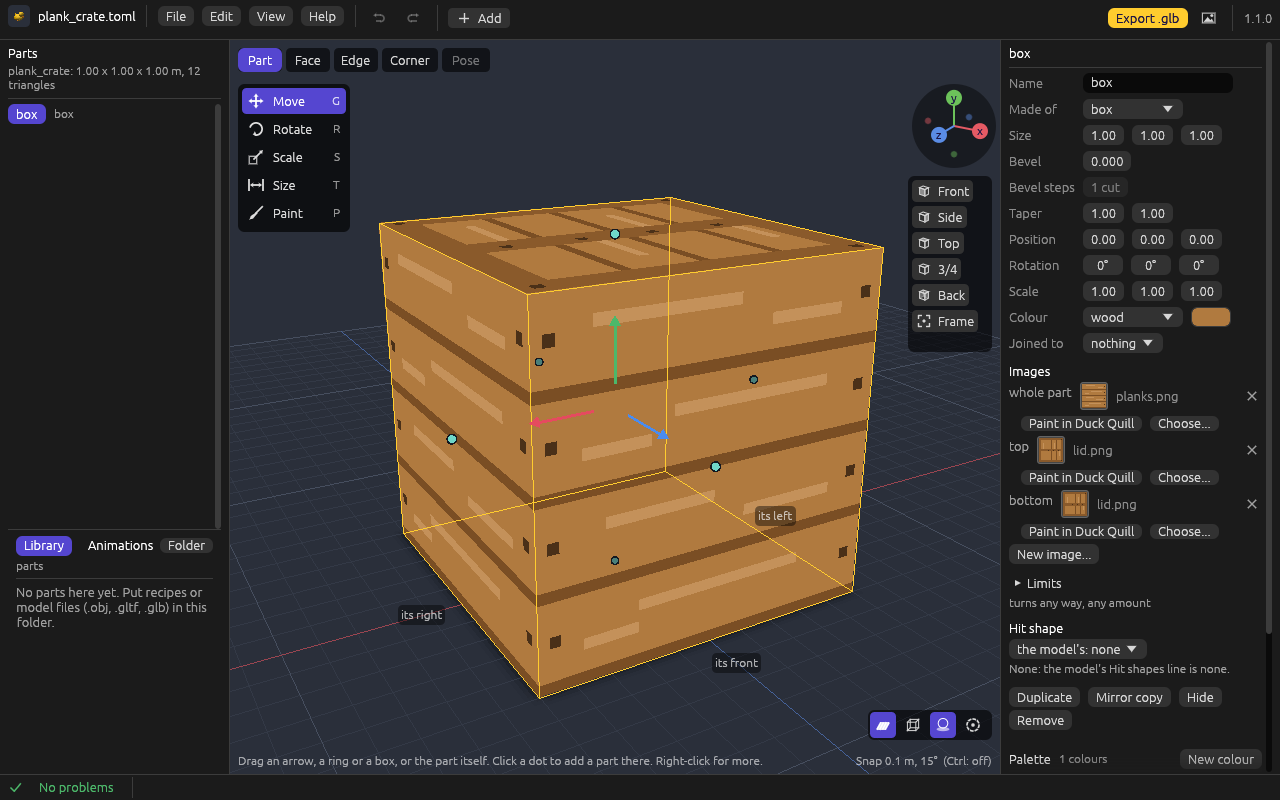 plank_crate.toml File Edit View Help + Add Export .glb 1.1.0
Parts
plank_crate: 1.00 x 1.00 x 1.00 m, 12
triangles
box box
Library Animations Folder
parts
No parts here yet. Put recipes or
model files (.obj, .gltf, .glb) in this
folder.
Part Face Edge Corner Pose
Move G
Rotate R
Scale S
Size T
Paint P
y
x
z
Front
Side
Top
3/4
Back
Frame
its left
its right
its front
Drag an arrow, a ring or a box, or the part itself. Click a dot to add a part there. Right-click for more.
Snap 0.1 m, 15° (Ctrl: off)
box
Name box
Made of box
Size 1.00 1.00 1.00
Bevel 0.000
Bevel steps 1 cut
Taper 1.00 1.00
Position 0.00 0.00 0.00
Rotation 0° 0° 0°
Scale 1.00 1.00 1.00
Colour wood
Joined to nothing
Images
whole part planks.png
Paint in Duck Quill Choose...
top lid.png
Paint in Duck Quill Choose...
bottom lid.png
Paint in Duck Quill Choose...
New image...
Limits
turns any way, any amount
Hit shape
the model's: none
None: the model's Hit shapes line is none.
Duplicate Mirror copy Hide
Remove
Palette 1 colours New colour
No problems